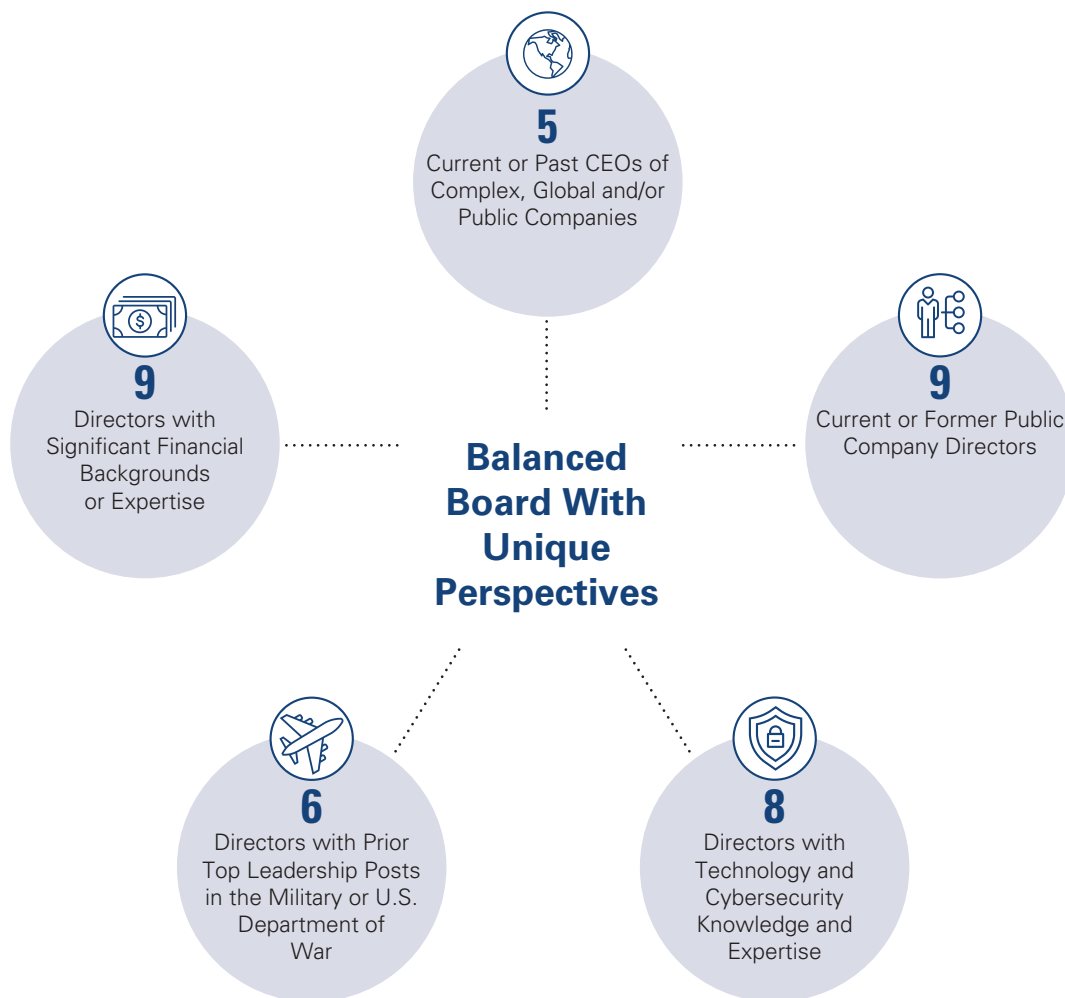 5
Current or Past CEOs of
Complex, Global and/or
Public Companies
$
9
Directors with
Significant Financial
Backgrounds
or Expertise
9
Current or Former Public
Company Directors
Balanced
Board With
Unique
Perspectives
6
Directors with Prior
Top Leadership Posts
in the Military or U.S.
Department of
War
8
Directors with
Technology and
Cybersecurity
Knowledge and
Expertise